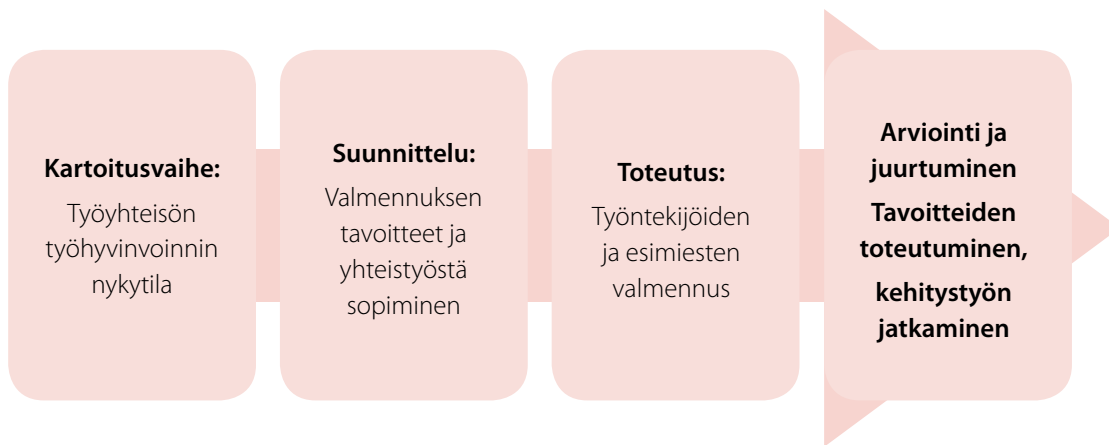 Kartoitusvaihe:
Työyhteisön
työhyvinvoinnin
nykytila
Suunnittelu:
Valmennuksen
tavoitteet ja
yhteistyöstä
sopiminen
Toteutus:
Työntekijöiden
ja esimiesten
valmennus
Arviointi ja
juurtuminen
Tavoitteiden
toteutuminen,
kehitystyön
jatkaminen